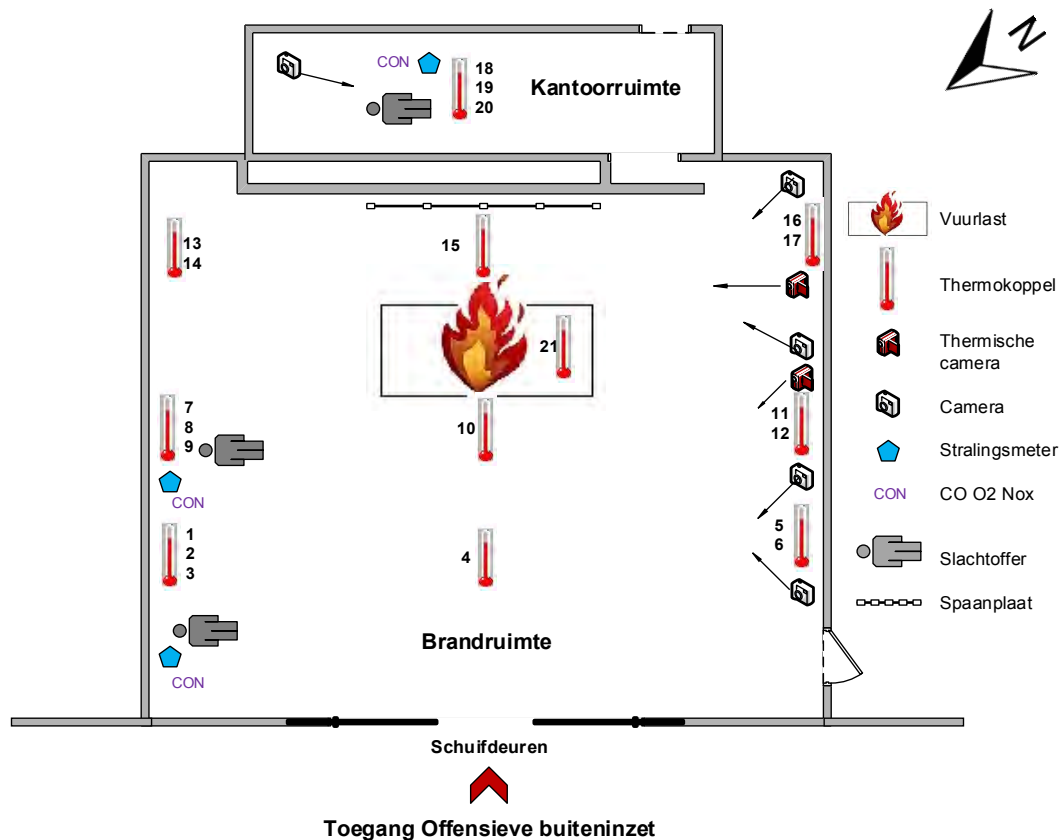 N
CON
18
19
20
Kantoorruimte
13
14
15
16
17
Vuurlast
Thermokoppel
21
Thermische
camera
7
8
9
10
11
12
Camera
Stralingsmeter
CON
CON CO O2 Nox
1
2
3
4
5
6
Slachtoffer
Spaanplaat
Brandruimte
CON
Schuifdeuren
Toegang Offensieve buiteninzet